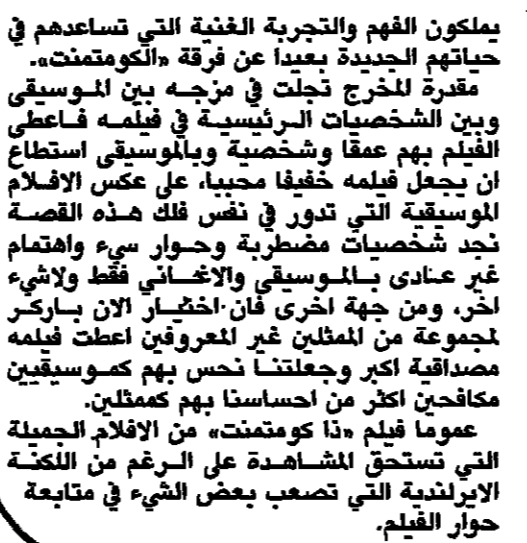 يملكون الفهم والتجربة الغنية التي تساعدهم في
حياتهم الجديدة بعيدا عن فرقة «الكومتمنت».
مقدرة المخرج تجلت في مزجه بين الموسيقى
وبين الشخصيات الرئيسية في فيلمه فاعطى
الفيلم بهم عمقا وشخصية وبالموسيقى استطاع
ان يجعل فيلمه خفيفا محببا، على عكس الافلام
الموسيقية التي تدور في نفس فلك هذه القصة
نجد شخصيات مضطربة وحوار سيء واهتمام
غير عادى بالموسيقى والاغاني فقط ولاشيء
اخر، ومن جهة اخرى فان اختيار الان باركر
لمجموعة من الممثلين غير المعروفين اعطت فيلمه
مصداقية اكبر وجعلتنا نحس بهم كموسيقيين
مكافحين اكثر من احساسنا بهم كممثلين.
عموما فيلم «ذا كومتمنت» من الافلام الجميلة
التي تستحق المشاهدة على الرغم من اللكنة
الايرلندية التي تصعب بعض الشيء في متابعة
حوار الفيلم.